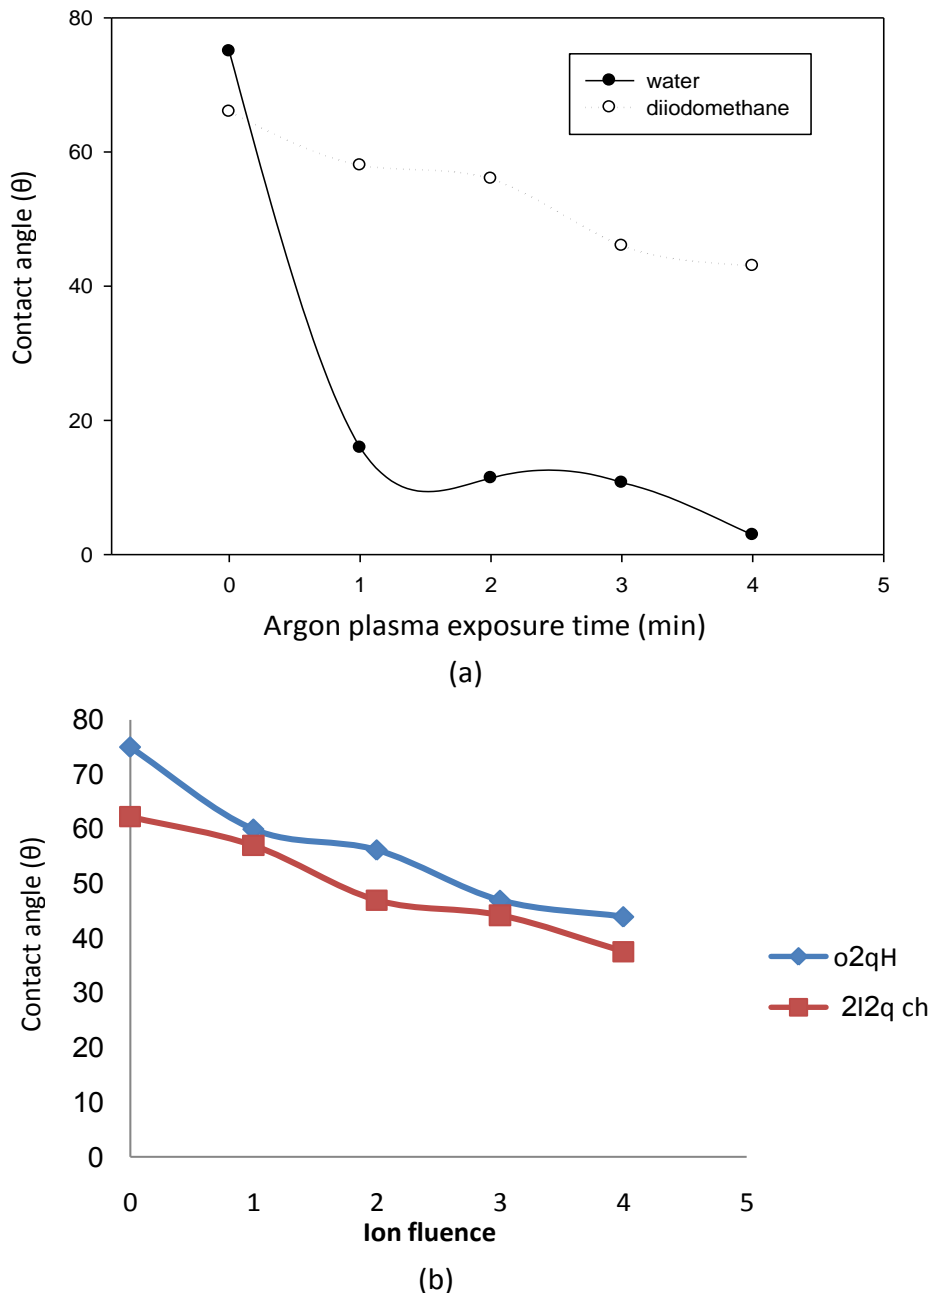 80
60
40
20
0
Contact angle (θ)
water
diiodomethane
0 1 2 3 4 5
Argon plasma exposure time (min)
(a)
80
70
60
50
40
30
20
10
0
Contact angle (θ)
o2qH
2l2q ch
0 1 2 3 4 5
Ion fluence
(b)